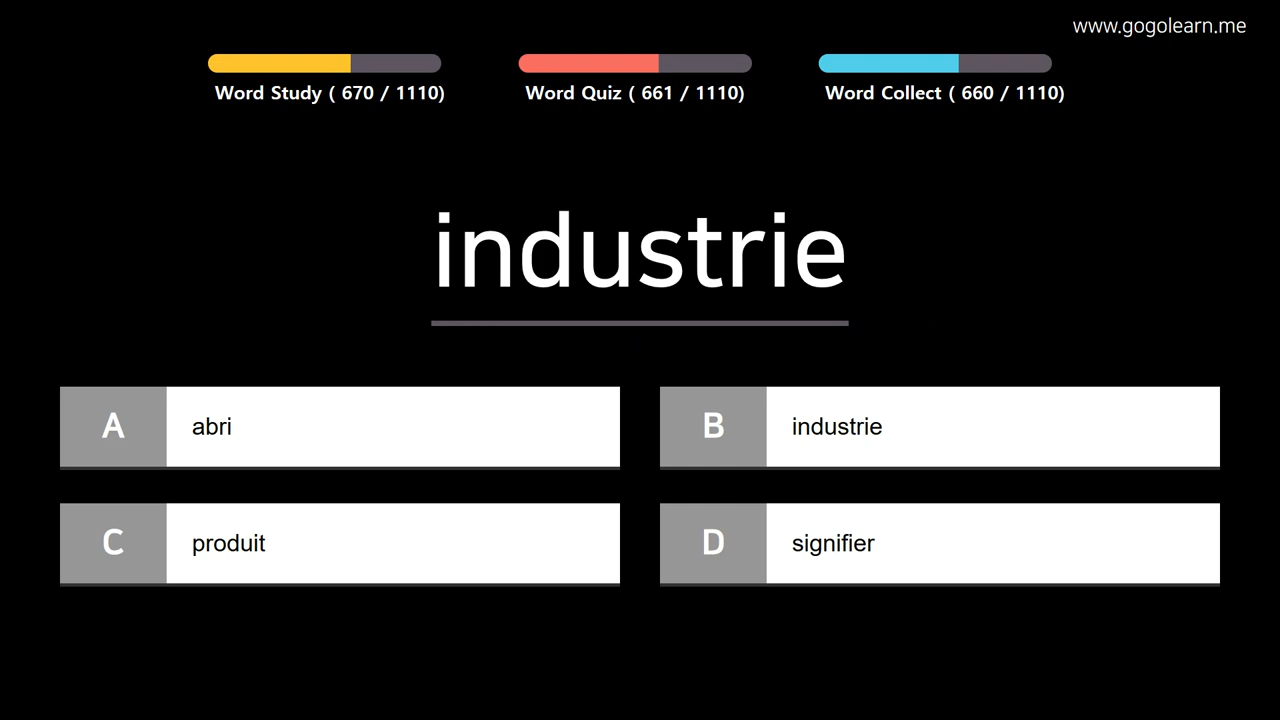 www.gogolearn.me
Word Study ( 670 / 1110)
Word Quiz ( 661 / 1110)
Word Collect ( 660 / 1110)
industrie
A abri
B industrie
C produit
D signifier